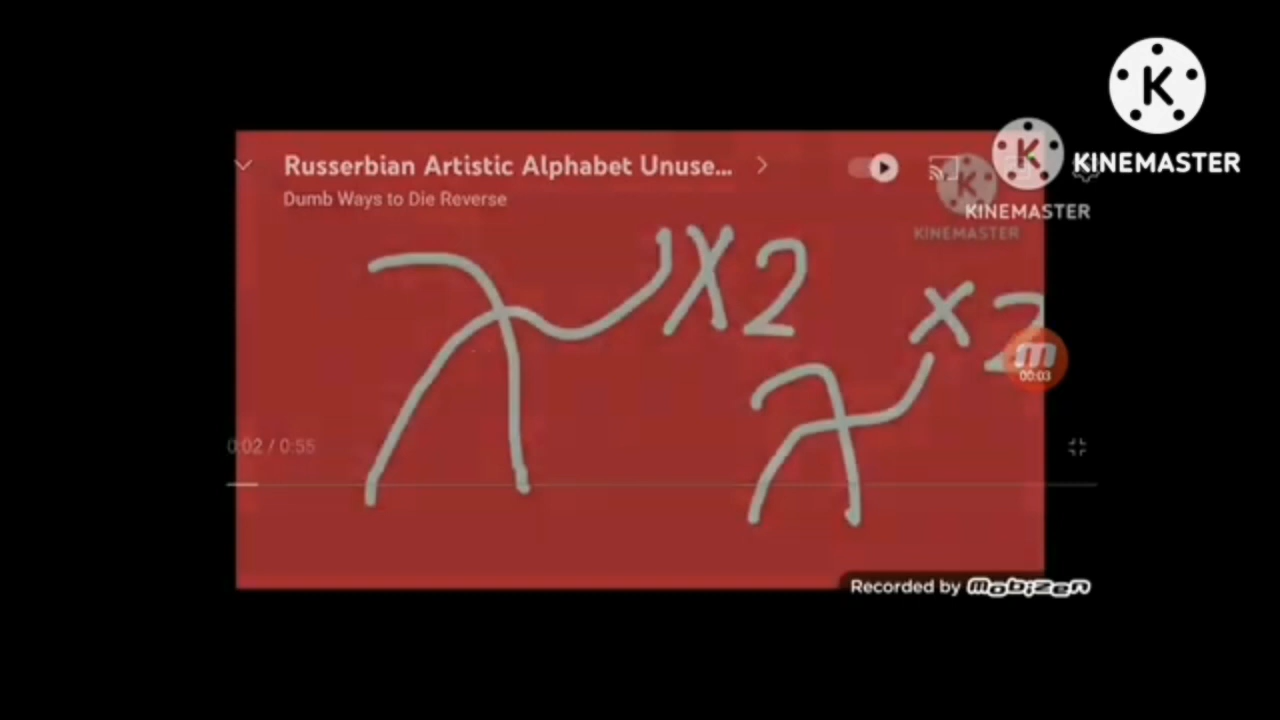 K
KINEMASTER
Russerbian Artistic Alphabet Unuse...
Dumb Ways to Die Reverse
K
KINEMASTER
K
KINEMASTER
X2
x2
00:03
0:02 / 0:55
Recorded by mobizen